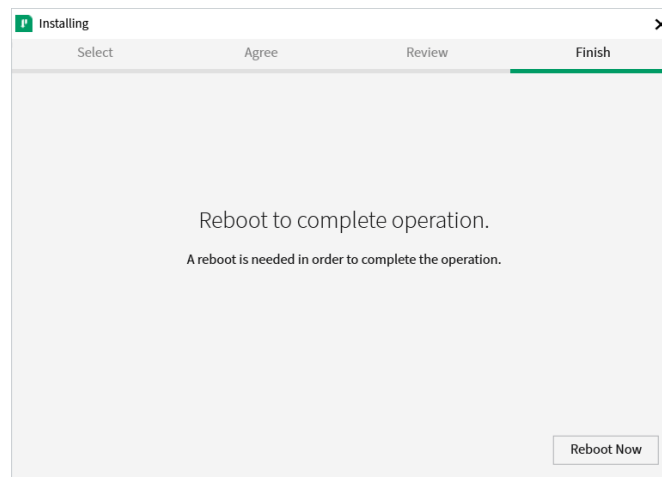 Installing
Select Agree Review Finish
Reboot to complete operation.
A reboot is needed in order to complete the operation.
Reboot Now